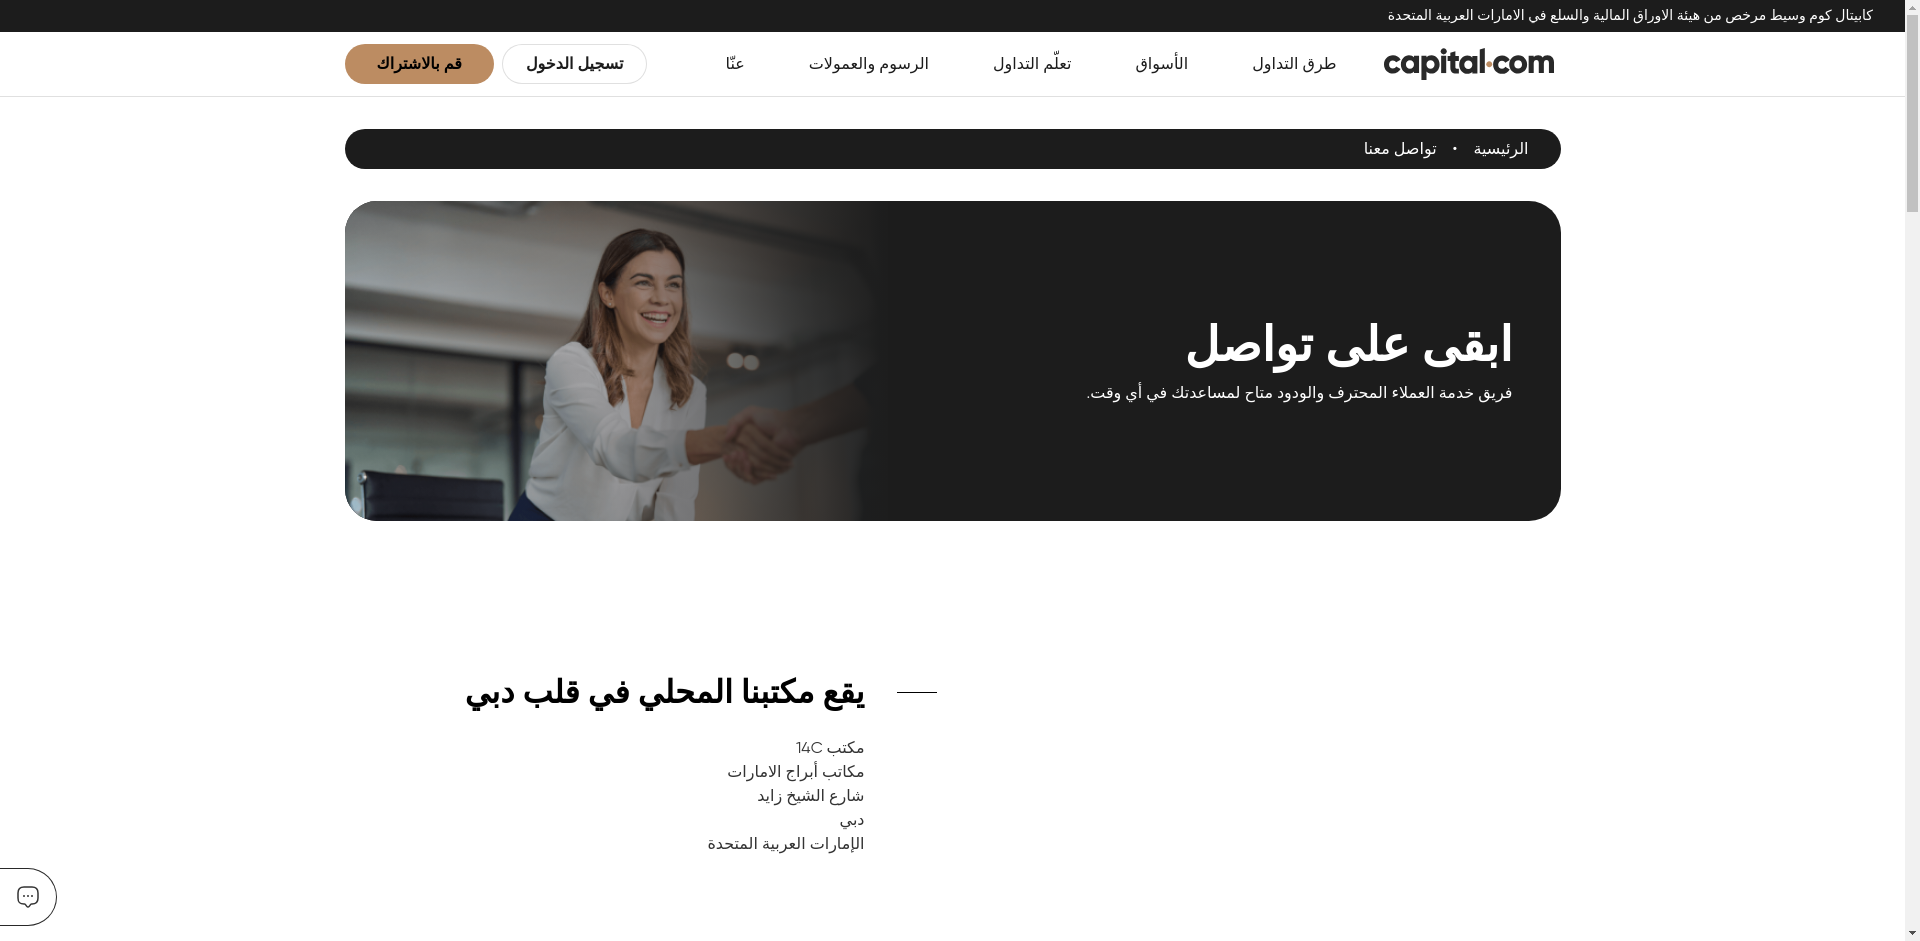 كابيتال كوم وسيط مرخص من هيئة الاوراق المالية والسلع في الامارات العربية المتحدة
capital.com
طرق التداول
الأسواق
تعلّم التداول
الرسوم والعمولات
عنّا
تسجيل الدخول
قم بالاشتراك
الرئيسية • تواصل معنا
ابقى على تواصل
فريق خدمة العملاء المحترف والودود متاح لمساعدتك في أي وقت.
يقع مكتبنا المحلي في قلب دبي
مكتب 14C
مكاتب أبراج الامارات
شارع الشيخ زايد
دبي
الإمارات العربية المتحدة